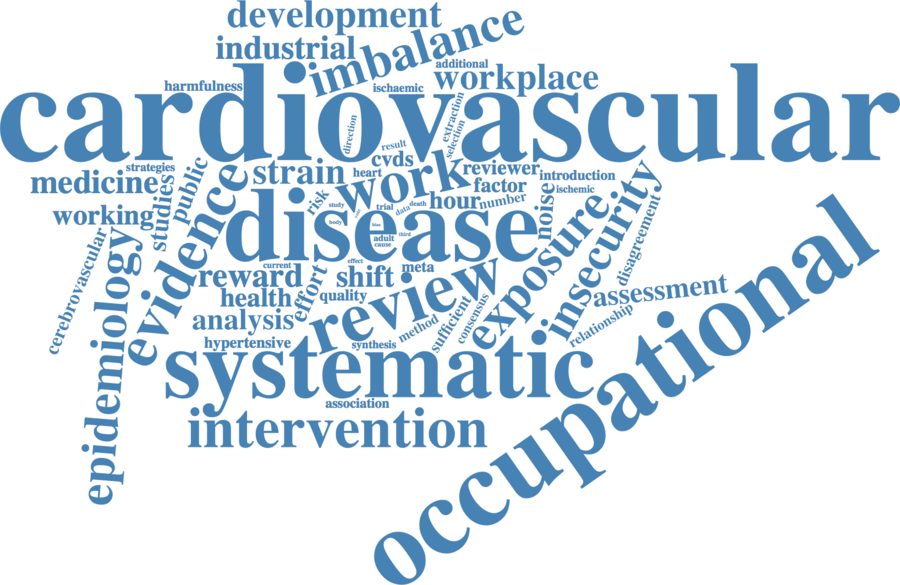 development
industrial
imbalance
additional
workplace
harmfulness
ischaemic
cardiovascular
direction
extraction
selection
result
cvds
heart
strategies
medicine
studies
public
evidence
strain
work
reviewer
factor
introduction
ischemic
working
risk
study
trial
data
death
hour
number
noise
exposure
insecurity
disagreement
disease
body
bias
third
adult
cause
cerebrovascular
epidemiology
current
effect
reward
effort
shift
meta
review
health
quality
analysis
method
sufficient
consensus
assessment
relationship
hypertensive
synthesis
systematic
association
intervention
occupational